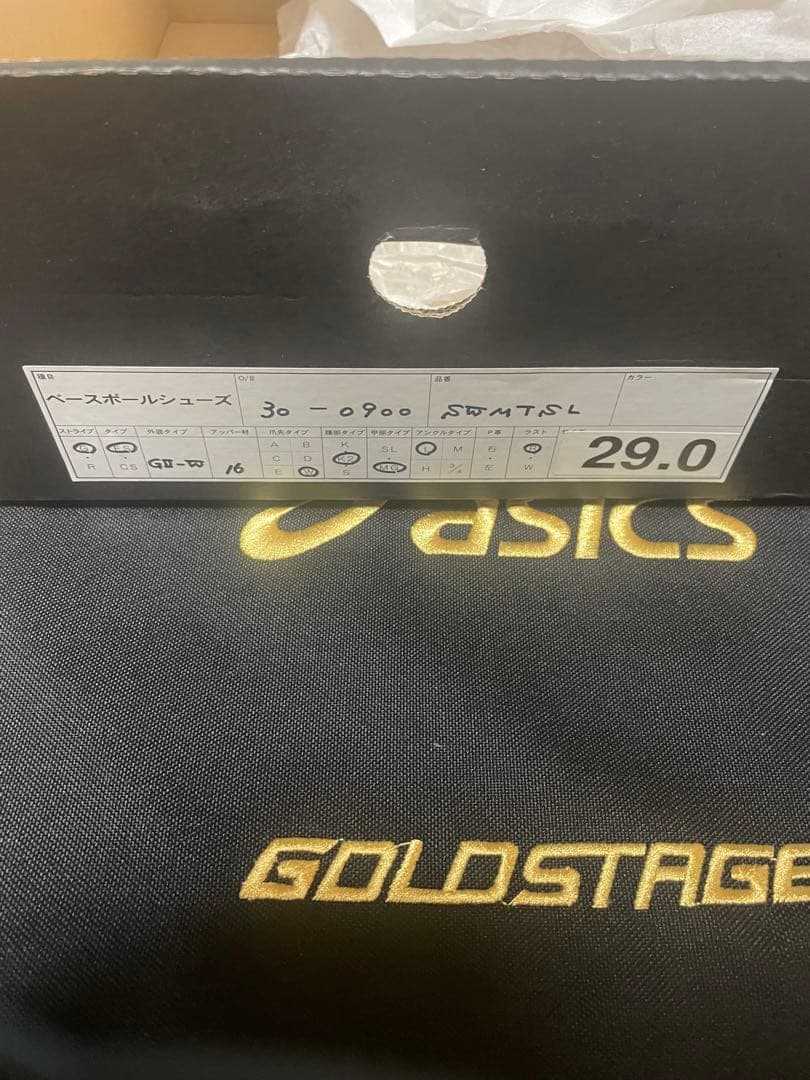 種目 O/# 品番 カラー
ベースボールシューズ 30-0900 SWMTSL
ストライプ タイプ 外底タイプ アッパー材 爪先タイプ 踵部タイプ 甲部タイプ アンクルタイプ P革 ラスト
G・R FS CS GII-W 16 A B C D E W K K2 S SL・MG L M H 3/4 右・左 R・W 29.0
asics
GOLDSTAGE